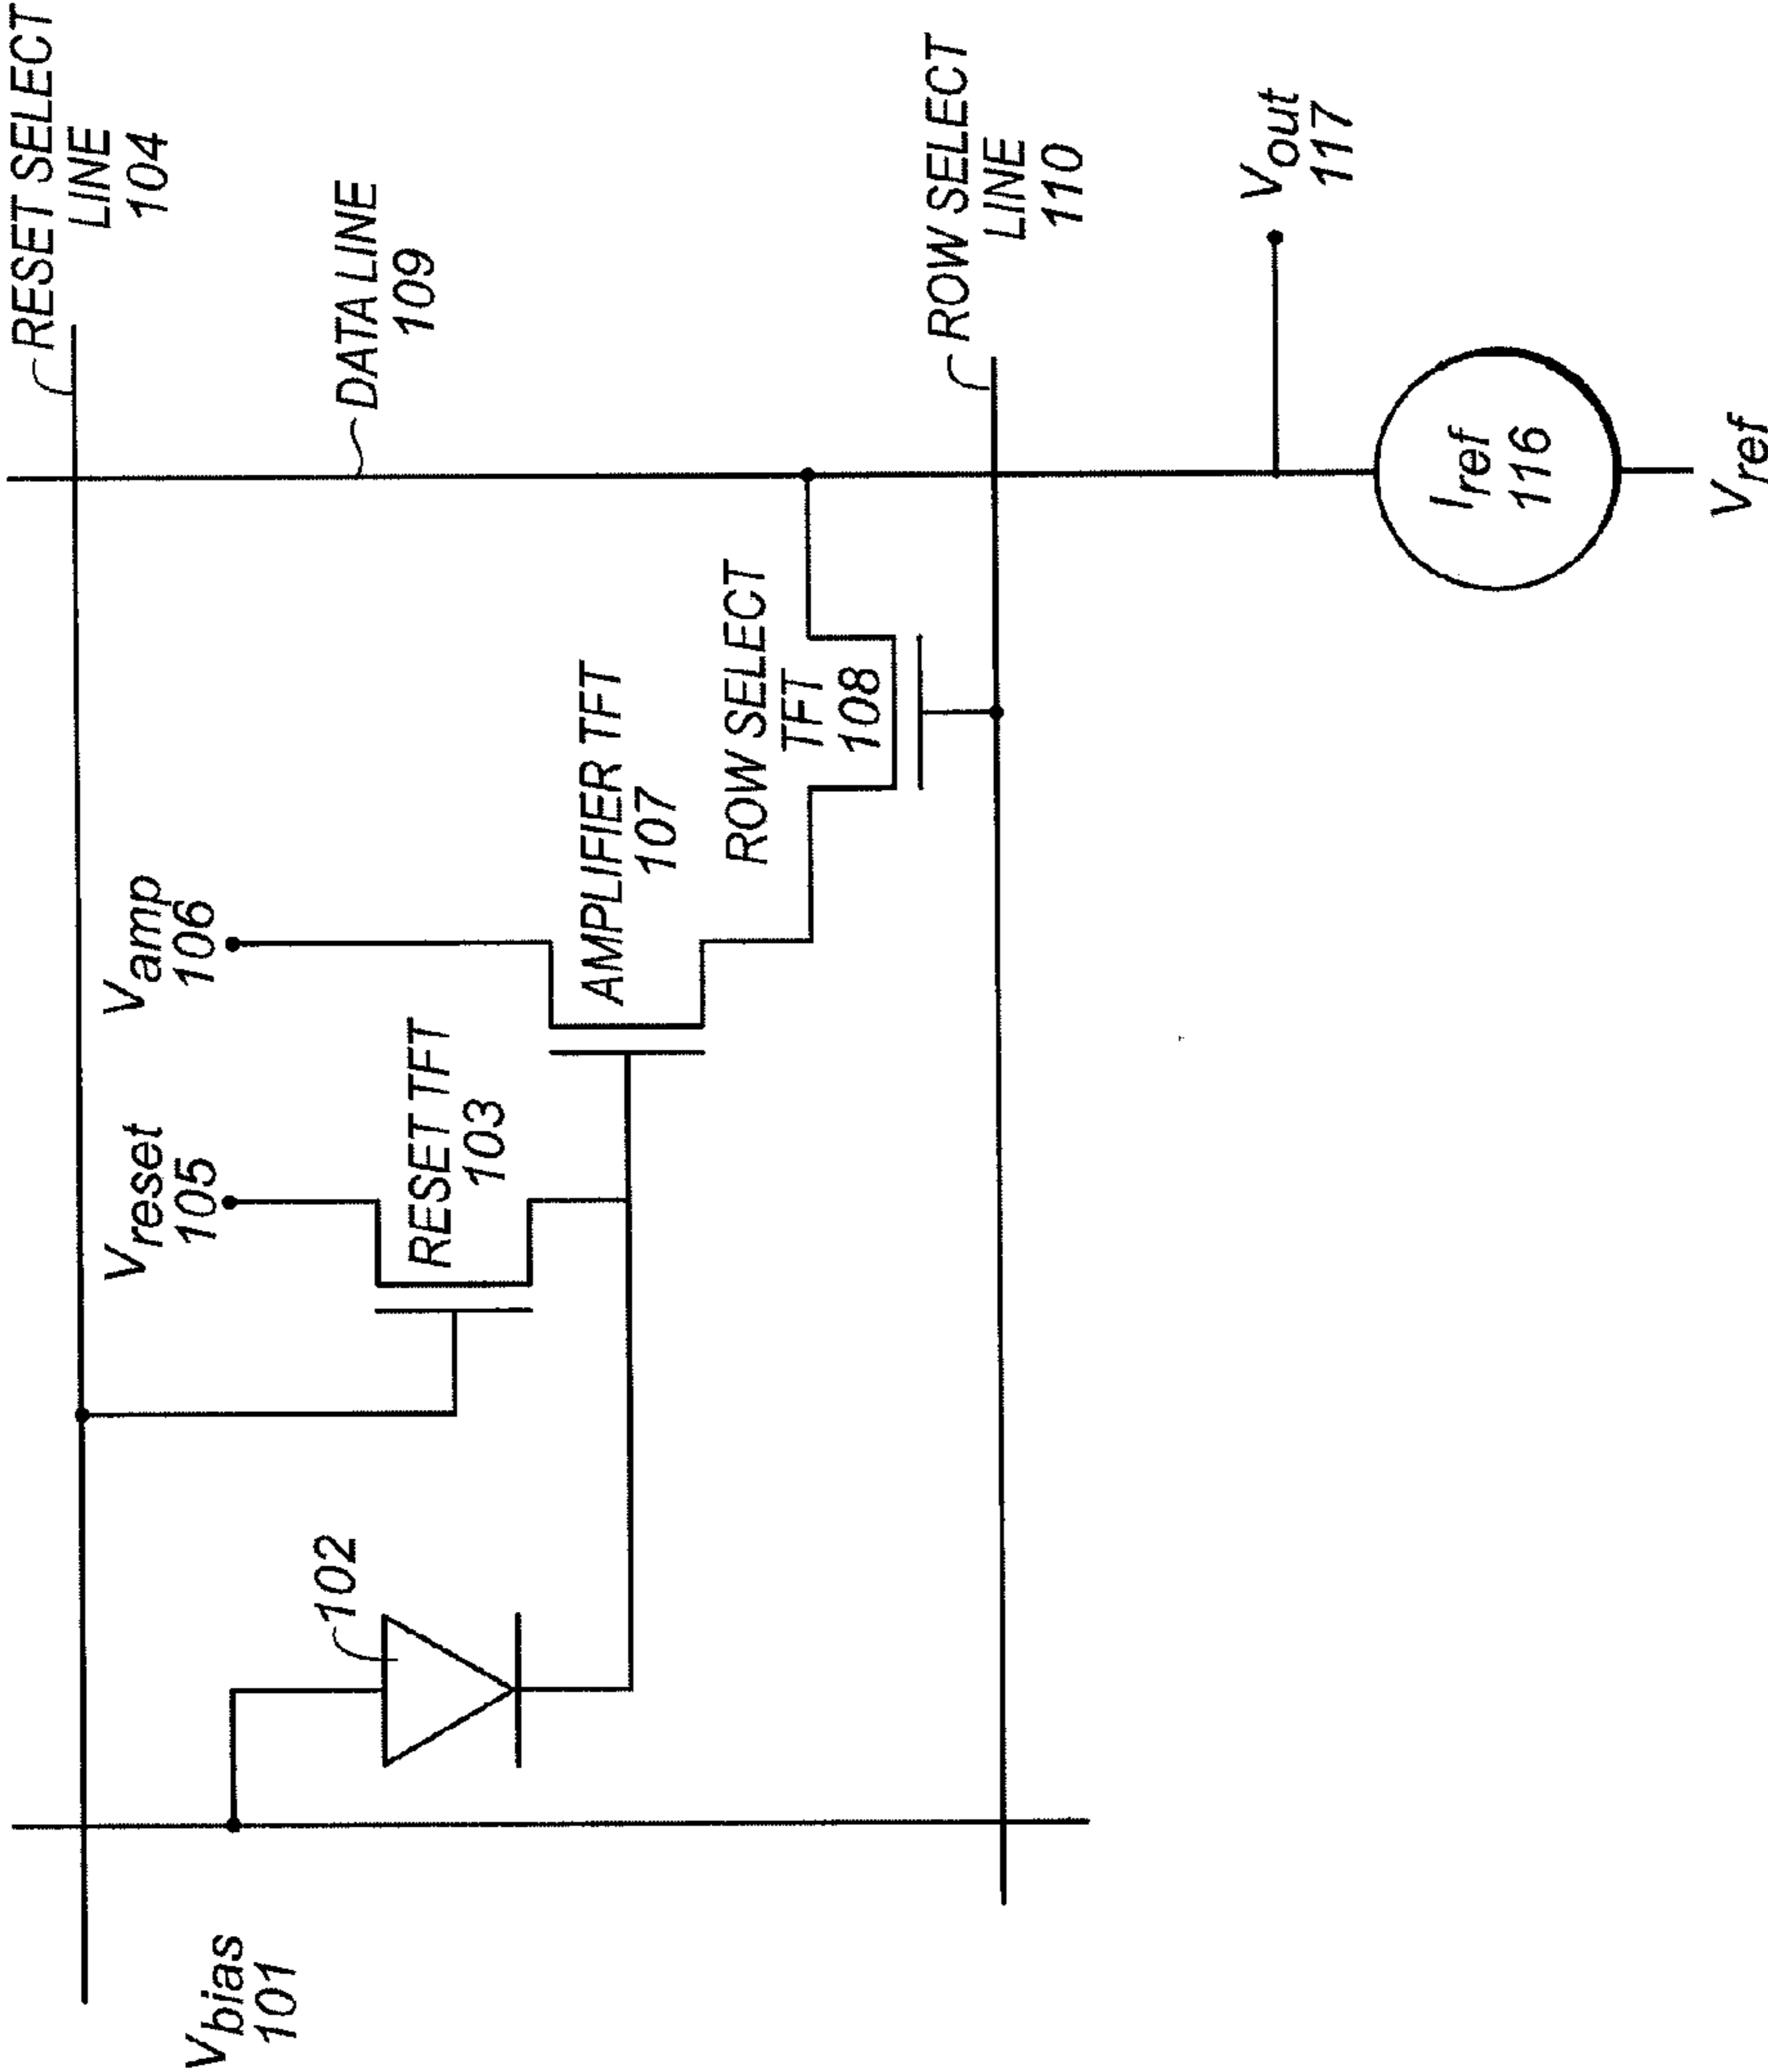 RESET SELECT
LINE
104
DATA LINE
109
ROW SELECT
LINE
110
Vout
117
Iref
116
Vref
Vamp
106
AMPLIFIER TFT
107
ROW SELECT
TFT
108
Vreset
105
RESET TFT
103
102
Vbias
101